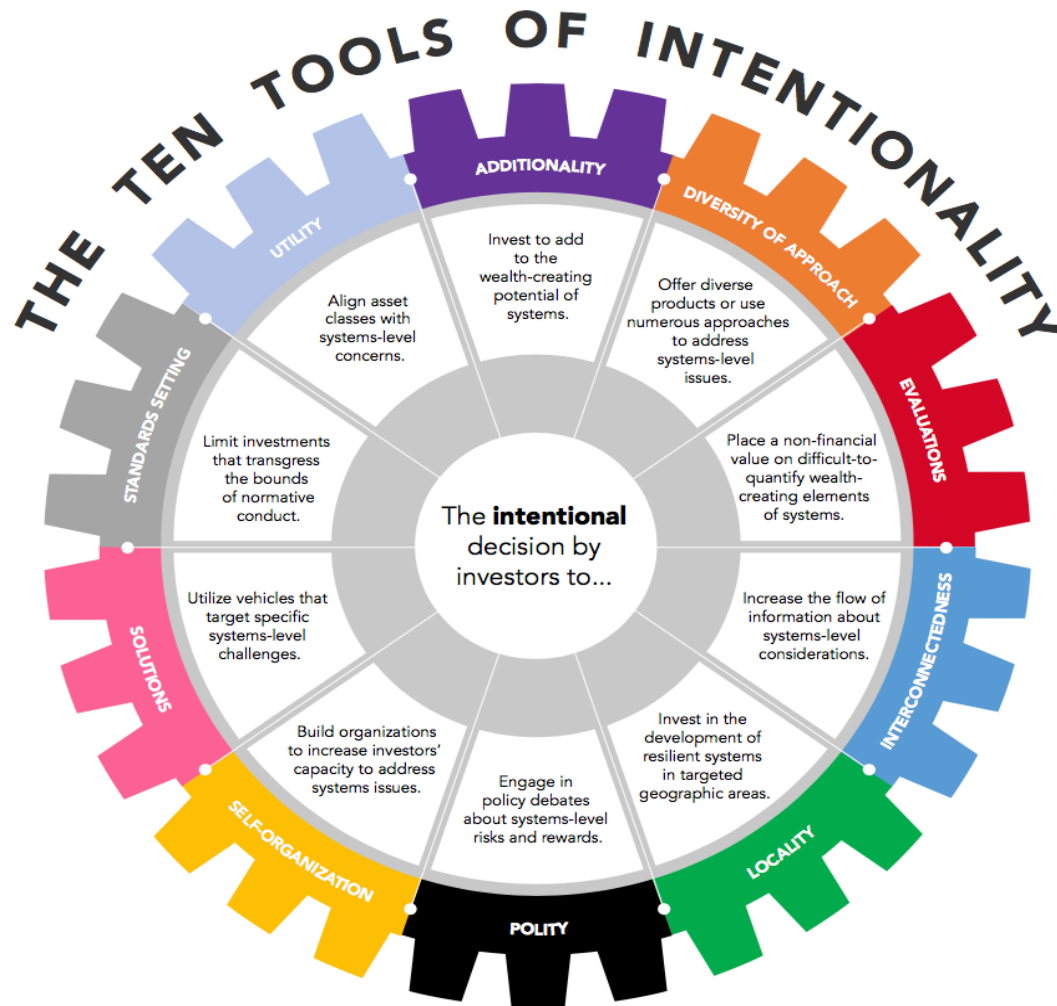 THE TEN TOOLS OF INTENTIONALITY
ADDITIONALITY
Invest to add
to the
wealth-creating
potential of
systems.
DIVERSITY OF APPROACH
Offer diverse
products or use
numerous approaches
to address
systems-level
issues.
EVALUATIONS
Place a non-financial
value on difficult-to-
quantify wealth-
creating elements
of systems.
INTERCONNECTEDNESS
Increase the flow of
information about
systems-level
considerations.
LOCALITY
Invest in the
development of
resilient systems
in targeted
geographic areas.
POLITY
Engage in
policy debates
about systems-level
risks and rewards.
SELF-ORGANIZATION
Build organizations
to increase investors’
capacity to address
systems issues.
SOLUTIONS
Utilize vehicles that
target specific
systems-level
challenges.
STANDARDS SETTING
Limit investments
that transgress
the bounds
of normative
conduct.
UTILITY
Align asset
classes with
systems-level
concerns.
The intentional
decision by
investors to...